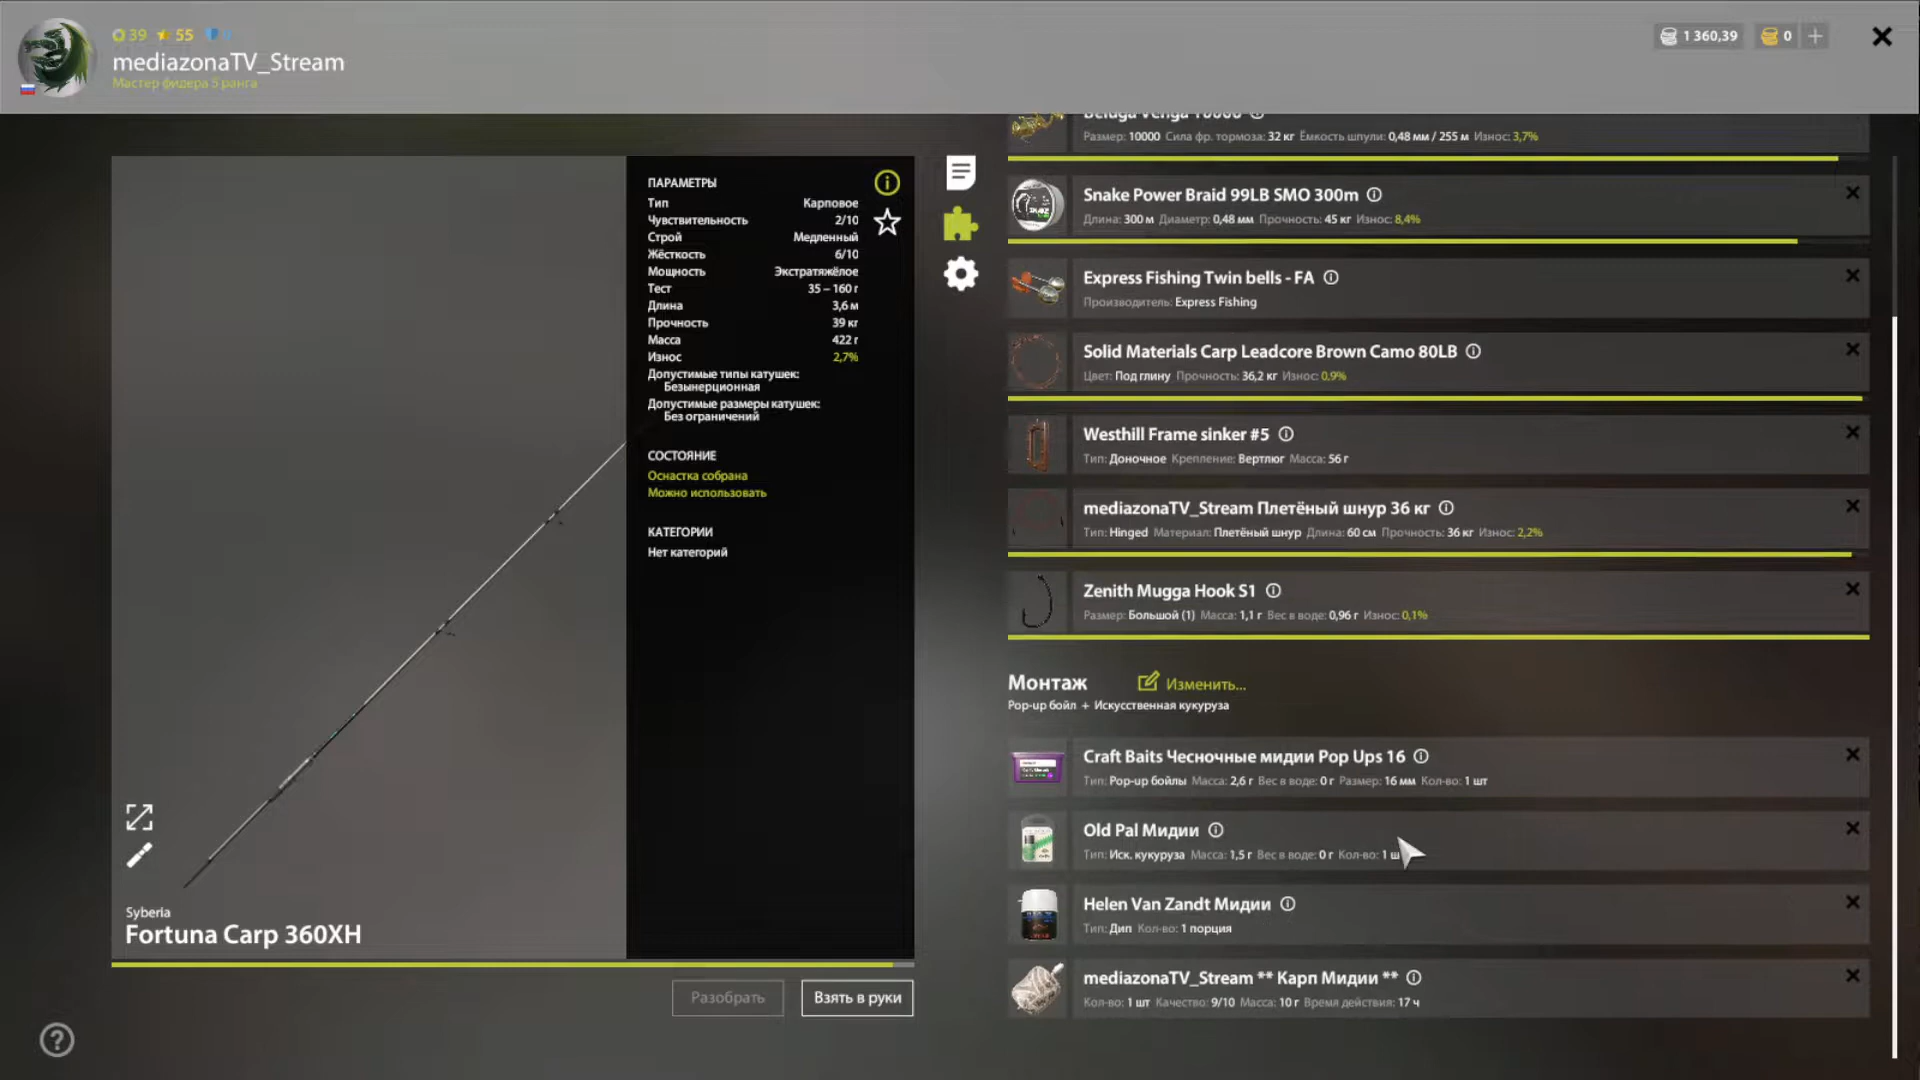 39 55 0
mediazonaTV_Stream
Мастер фидера 5 ранга
1 360,39
0
ПАРАМЕТРЫ
Тип Карповое
Чувствительность 2/10
Строй Медленный
Жёсткость 6/10
Мощность Экстратяжёлое
Тест 35 – 160 г
Длина 3,6 м
Прочность 39 кг
Масса 422 г
Износ 2,7%
Допустимые типы катушек:
Безынерционная
Допустимые размеры катушек:
Без ограничений
СОСТОЯНИЕ
Оснастка собрана
Можно использовать
КАТЕГОРИИ
Нет категорий
Syberia
Fortuna Carp 360XH
Разобрать
Взять в руки
Beluga Venga 10000
Размер: 10000 Сила фр. тормоза: 32 кг Ёмкость шпули: 0,48 мм / 255 м Износ: 3,7%
Snake Power Braid 99LB SMO 300m
Длина: 300 м Диаметр: 0,48 мм Прочность: 45 кг Износ: 8,4%
Express Fishing Twin bells - FA
Производитель: Express Fishing
Solid Materials Carp Leadcore Brown Camo 80LB
Цвет: Под глину Прочность: 36,2 кг Износ: 0,9%
Westhill Frame sinker #5
Тип: Доночное Крепление: Вертлюг Масса: 56 г
mediazonaTV_Stream Плетёный шнур 36 кг
Тип: Hinged Материал: Плетёный шнур Длина: 60 см Прочность: 36 кг Износ: 2,2%
Zenith Mugga Hook S1
Размер: Большой (1) Масса: 1,1 г Вес в воде: 0,96 г Износ: 0,1%
Монтаж Изменить...
Pop-up бойл + Искусственная кукуруза
Craft Baits Чесночные мидии Pop Ups 16
Тип: Pop-up бойлы Масса: 2,6 г Вес в воде: 0 г Размер: 16 мм Кол-во: 1 шт
Old Pal Мидии
Тип: Иск. кукуруза Масса: 1,5 г Вес в воде: 0 г Кол-во: 1 ш
Helen Van Zandt Мидии
Тип: Дип Кол-во: 1 порция
mediazonaTV_Stream ** Карп Мидии **
Кол-во: 1 шт Качество: 9/10 Масса: 10 г Время действия: 17 ч